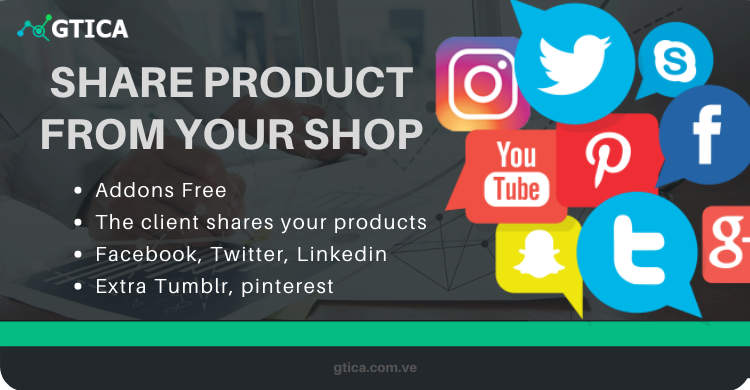 GTICA
SHARE PRODUCT
FROM YOUR SHOP
Addons Free
The client shares your products
Facebook, Twitter, Linkedin
Extra Tumblr, pinterest
You
Tube
gtica.com.ve